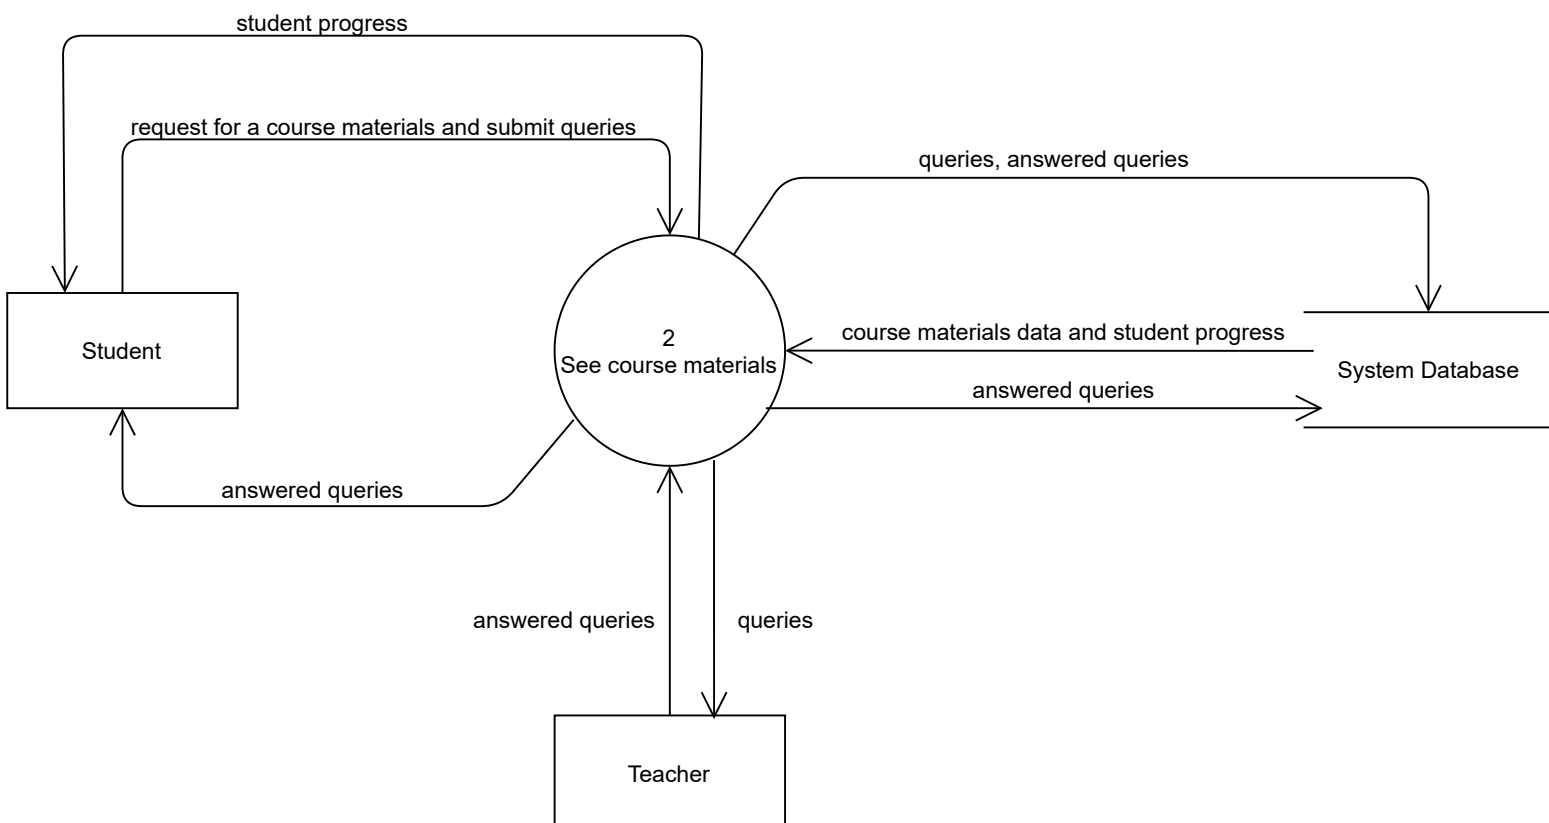 student progress
request for a course materials and submit queries
queries, answered queries
2
See course materials
course materials data and student progress
Student
System Database
answered queries
answered queries
answered queries
queries
Teacher